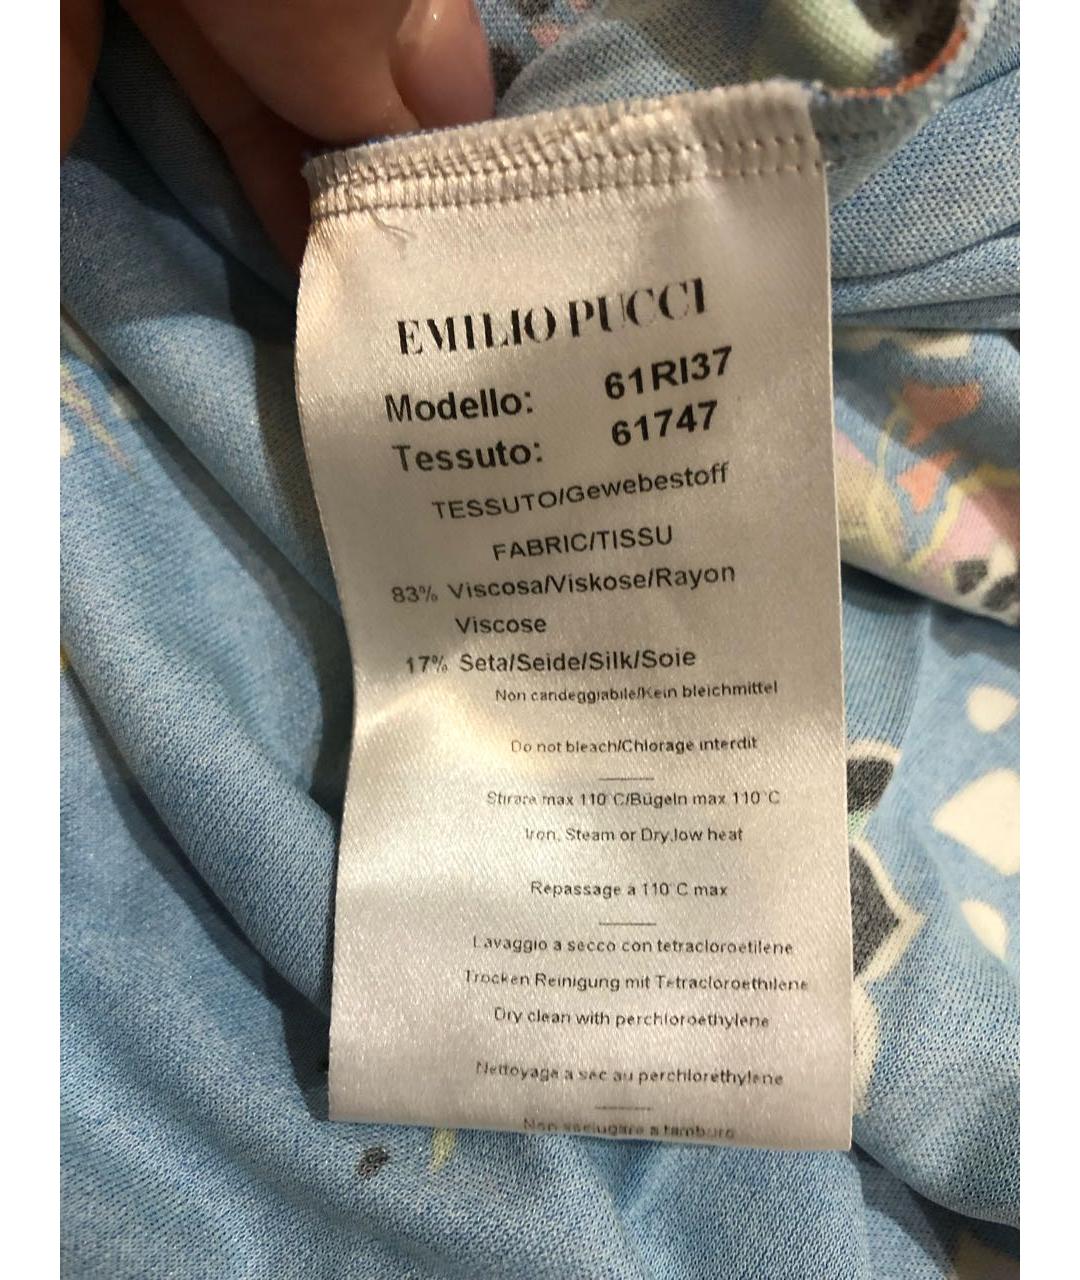 EMILIO PUCCI
Modello: 61RI37
Tessuto: 61747
TESSUTO/Gewebestoff
FABRIC/TISSU
83% Viscosa/Viskose/Rayon
Viscose
17% Seta/Seide/Silk/Soie
Non candeggiabile/Kein bleichmittel
Do not bleach/Chlorage interdit
Stirare max 110°C/Bügeln max 110°C
Iron, Steam or Dry,low heat
Repassage à 110°C max
Lavaggio a secco con tetracloroetilene
Trocken Reinigung mit Tetracloroethilene
Dry clean with perchloroethylene
Nettoyage a sec au perchlorethylene
Non asciugare a tamburo